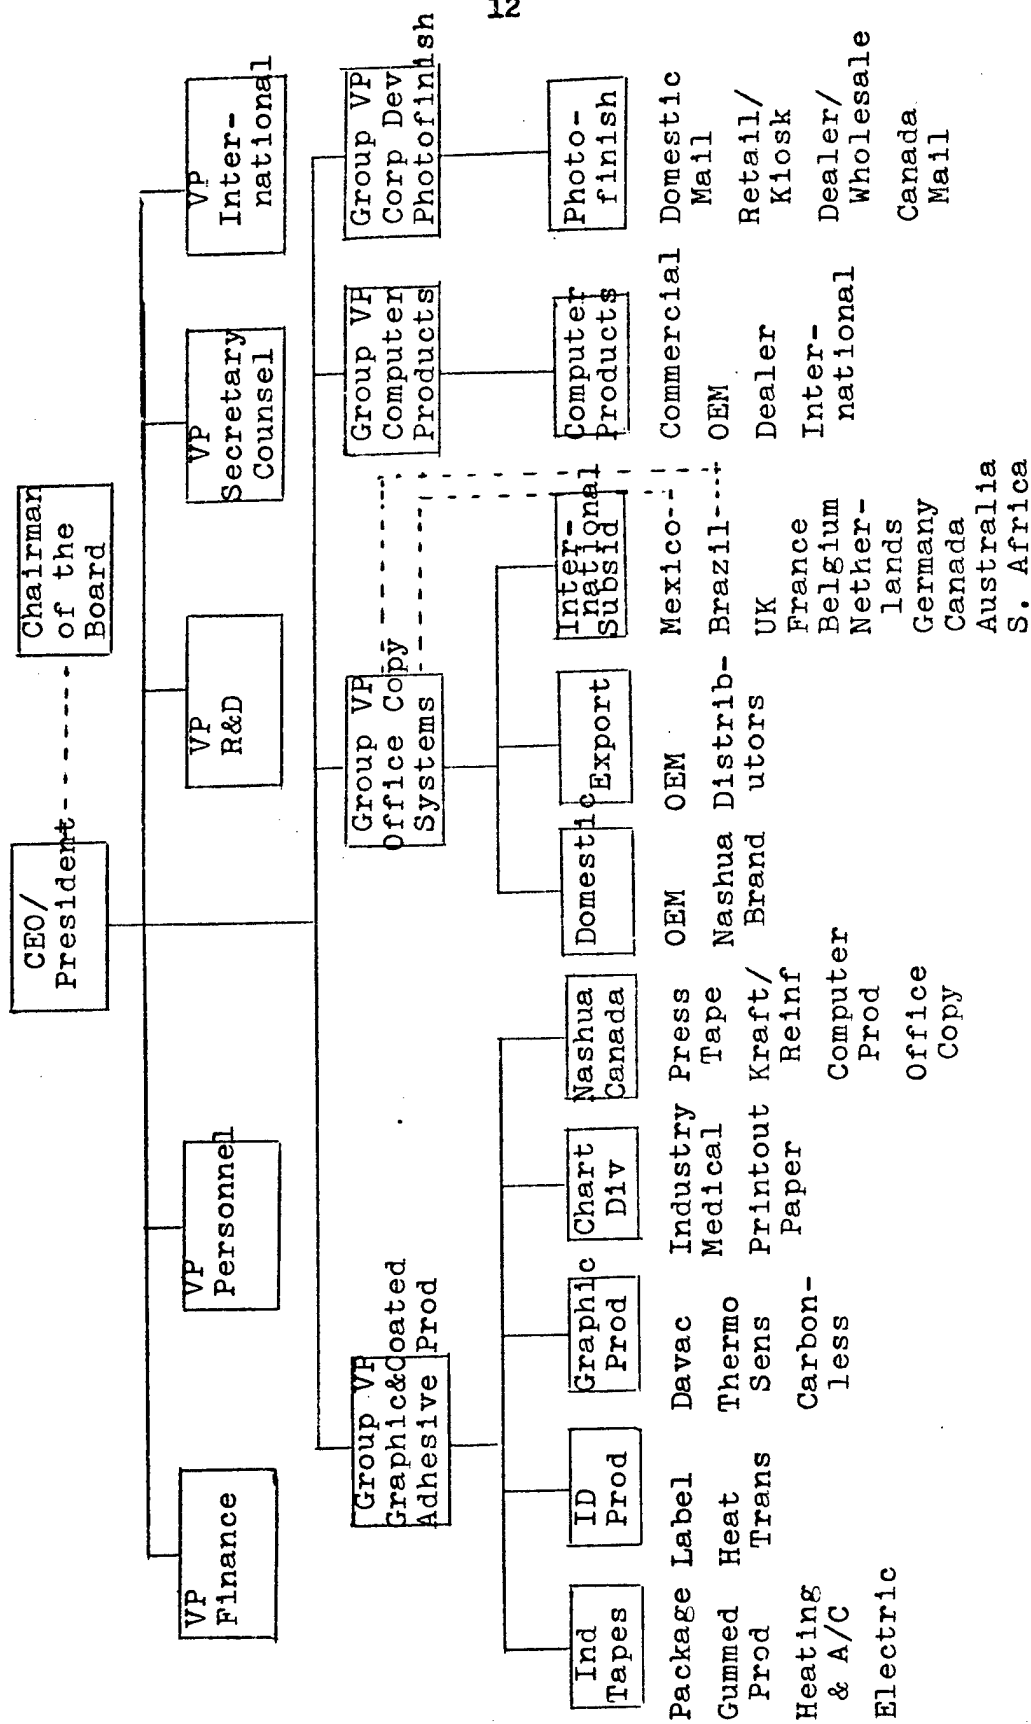 12
CEO/
President
Chairman
of the
Board
VP
Finance
VP
Personnel
VP
R&D
VP
Secretary
Counsel
VP
Inter-
national
Group VP
Graphic&Coated
Adhesive Prod
Group VP
Office Copy
Systems
Group VP
Computer
Products
Group VP
Corp Dev
Photofinish
Ind
Tapes
Package
Gummed
Prod
Heating
& A/C
Electric
ID
Prod
Label
Heat
Trans
Graphic
Prod
Davac
Thermo
Sens
Carbon-
less
Chart
Div
Industry
Medical
Printout
Paper
Nashua
Canada
Press
Tape
Kraft/
Reinf
Computer
Prod
Office
Copy
Domestic
OEM
Nashua
Brand
Export
OEM
Distrib-
utors
Inter-
national
Subsid
Mexico
Brazil
UK
France
Belgium
Nether-
lands
Germany
Canada
Australia
S. Africa
Computer
Products
Commercial
OEM
Dealer
Inter-
national
Photo-
finish
Domestic
Mail
Retail/
Kiosk
Dealer/
Wholesale
Canada
Mail